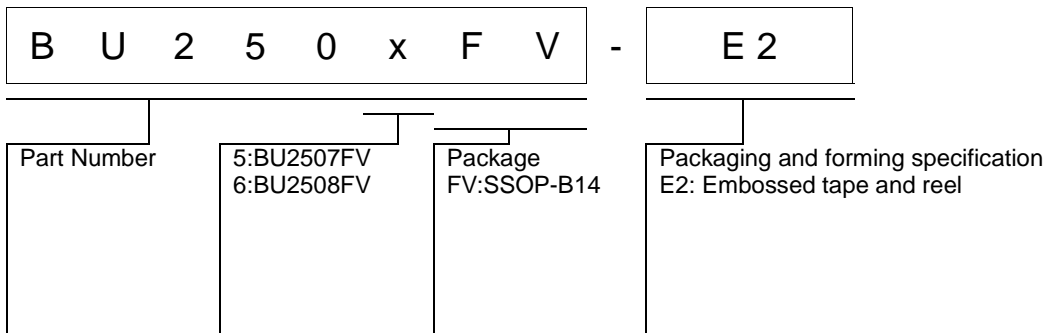 B U 2 5 0 x F V - E 2
Part Number
5:BU2507FV
6:BU2508FV
Package
FV:SSOP-B14
Packaging and forming specification
E2: Embossed tape and reel